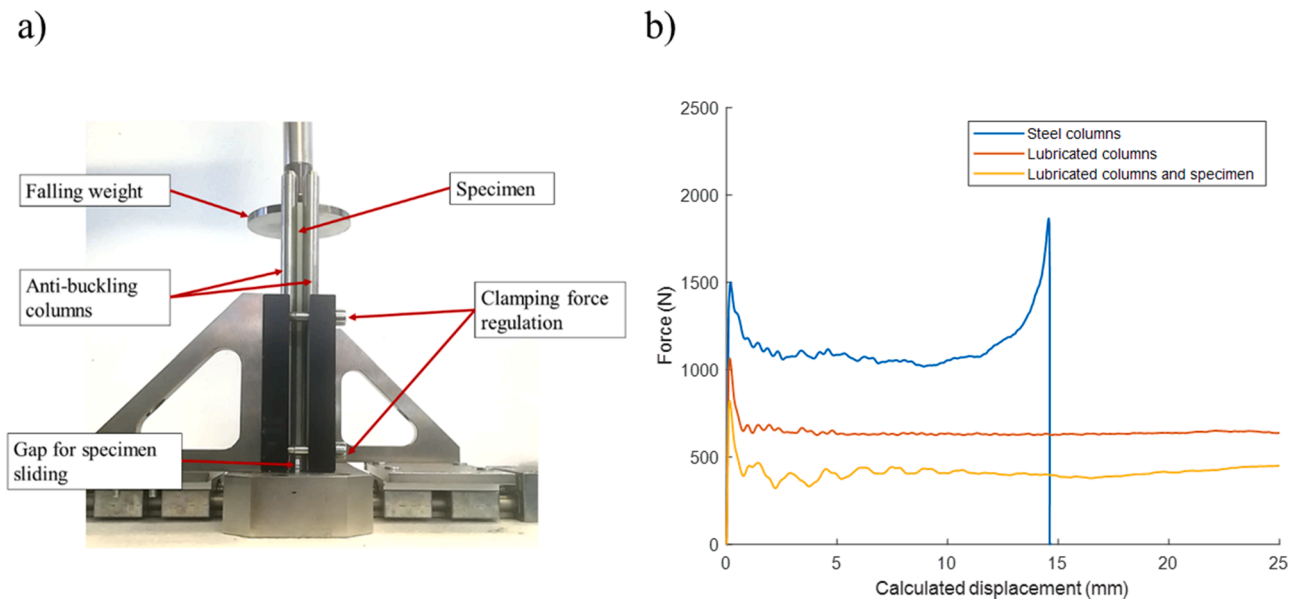 a)
Falling weight
Specimen
Anti-buckling
columns
Clamping force
regulation
Gap for specimen
sliding
b)
2500
2000
1500
1000
500
0
Force (N)
Steel columns
Lubricated columns
Lubricated columns and specimen
0
5
10
15
20
25
Calculated displacement (mm)